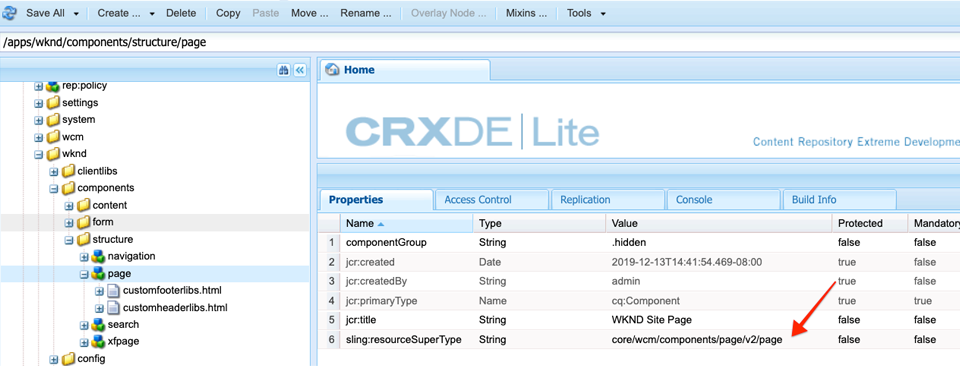 Save All Create ... Delete Copy Paste Move ... Rename ... Overlay Node ... Mixins ... Tools
/apps/wknd/components/structure/page
Home
CRXDE Lite
Content Repository Extreme Developme
rep:policy
settings
system
wcm
wknd
clientlibs
components
content
form
structure
navigation
page
customfooterlibs.html
customheaderlibs.html
search
xfpage
config
Properties Access Control Replication Console Build Info
Name Type Value Protected Mandatory
1 componentGroup String .hidden false false
2 jcr:created Date 2019-12-13T14:41:54.469-08:00 true false
3 jcr:createdBy String admin true false
4 jcr:primaryType Name cq:Component true true
5 jcr:title String WKND Site Page false false
6 sling:resourceSuperType String core/wcm/components/page/v2/page false false